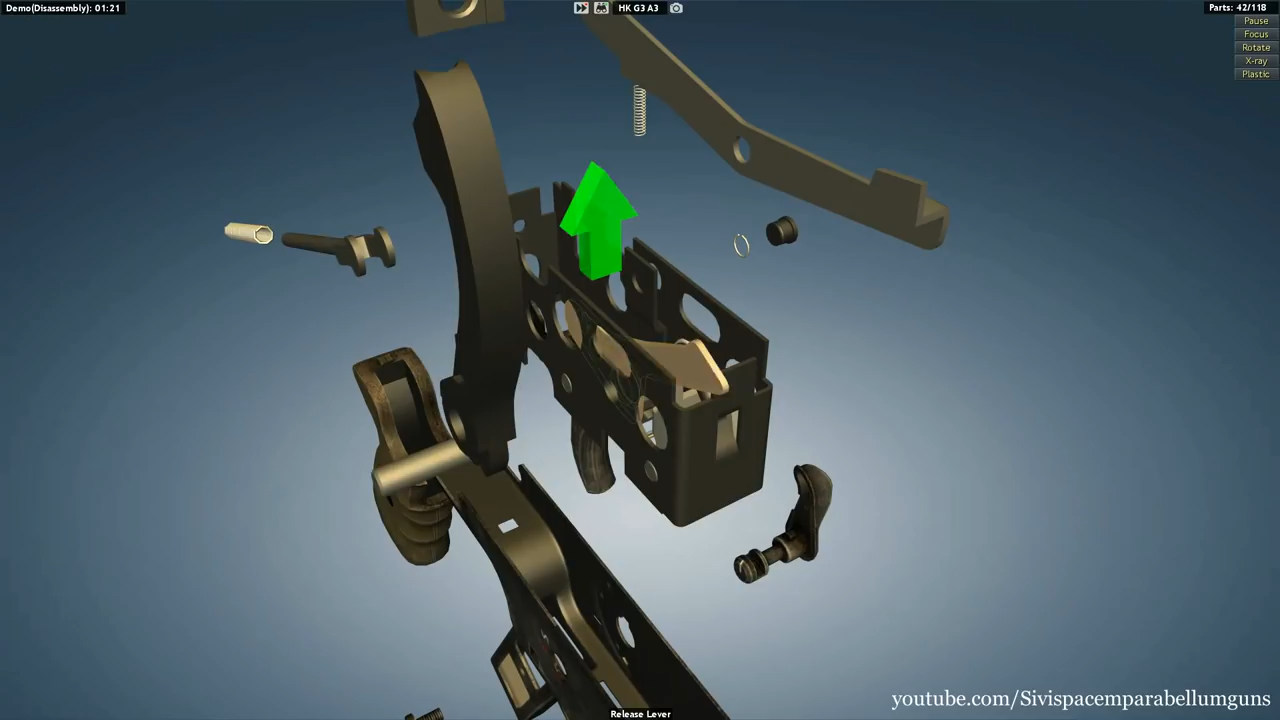 Demo(Disassembly): 01:21
HK G3 A3
Parts: 42/118
Pause
Focus
Rotate
X-ray
Plastic
youtube.com/Sivispacemparabellumguns
Release Lever